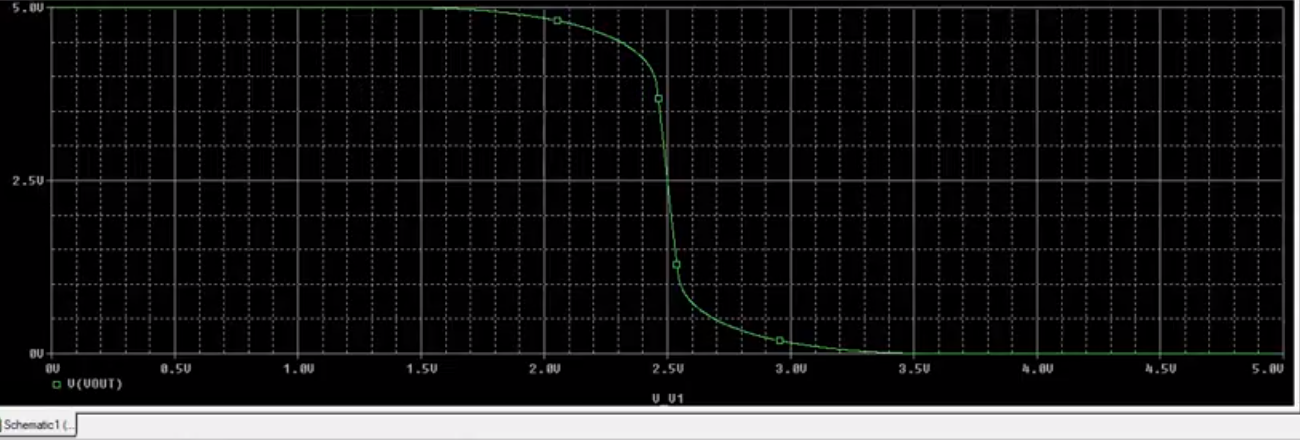 5.0V
2.5V
0V
0V 0.5V 1.0V 1.5V 2.0V 2.5V 3.0V 3.5V 4.0V 4.5V 5.0V
V(VOUT)
V_V1
Schematic1 (...